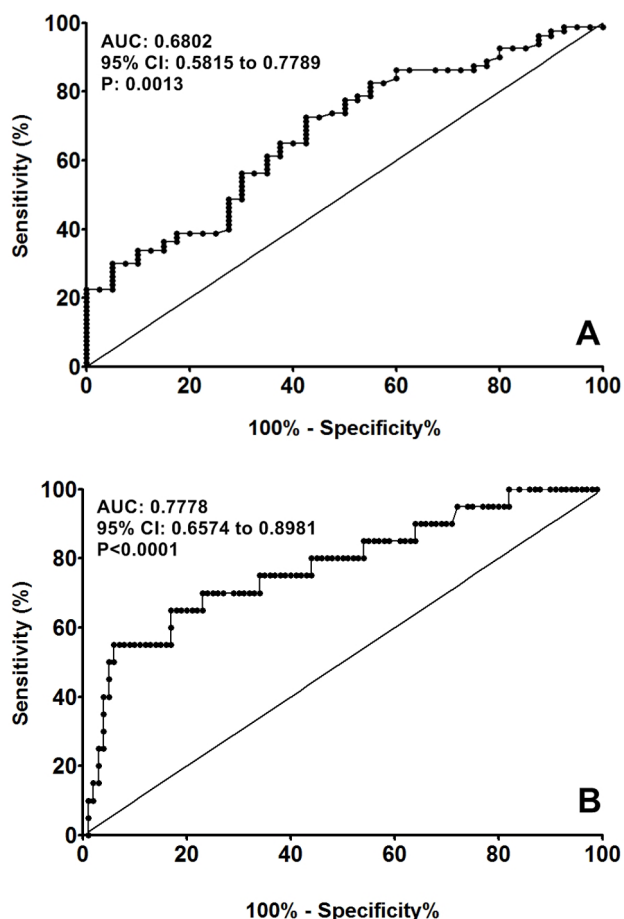 AUC: 0.6802
95% CI: 0.5815 to 0.7789
P: 0.0013
100
80
60
40
20
0
Sensitivity (%)
A
0 20 40 60 80 100
100% - Specificity%
AUC: 0.7778
95% CI: 0.6574 to 0.8981
P<0.0001
100
80
60
40
20
0
Sensitivity (%)
B
0 20 40 60 80 100
100% - Specificity%